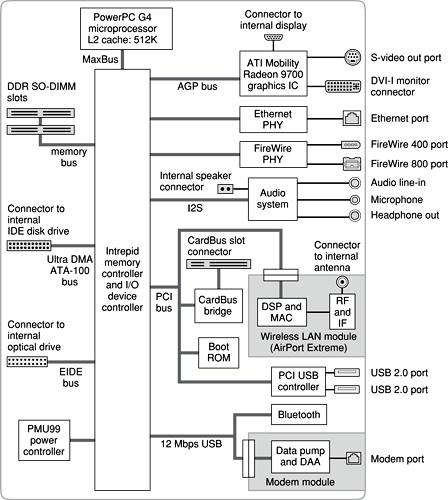 PowerPC G4
microprocessor
L2 cache: 512K
MaxBus
Connector to
internal display
ATI Mobility
Radeon 9700
graphics IC
AGP bus
S-video out port
DVI-I monitor
connector
DDR SO-DIMM
slots
memory
bus
Ethernet
PHY
Ethernet port
FireWire
PHY
FireWire 400 port
FireWire 800 port
Internal speaker
connector
I2S
Audio
system
Audio line-in
Microphone
Headphone out
Connector to
internal
IDE disk drive
Ultra DMA
ATA-100
bus
Intrepid
memory
controller
and I/O
device
controller
PCI
bus
CardBus slot
connector
CardBus
bridge
Boot
ROM
Connector to
internal
antenna
DSP and
MAC
RF
and
IF
Wireless LAN module
(AirPort Extreme)
Connector to
internal
optical drive
EIDE
bus
PCI USB
controller
USB 2.0 port
USB 2.0 port
PMU99
power
controller
12 Mbps USB
Bluetooth
Data pump
and DAA
Modem port
Modem module